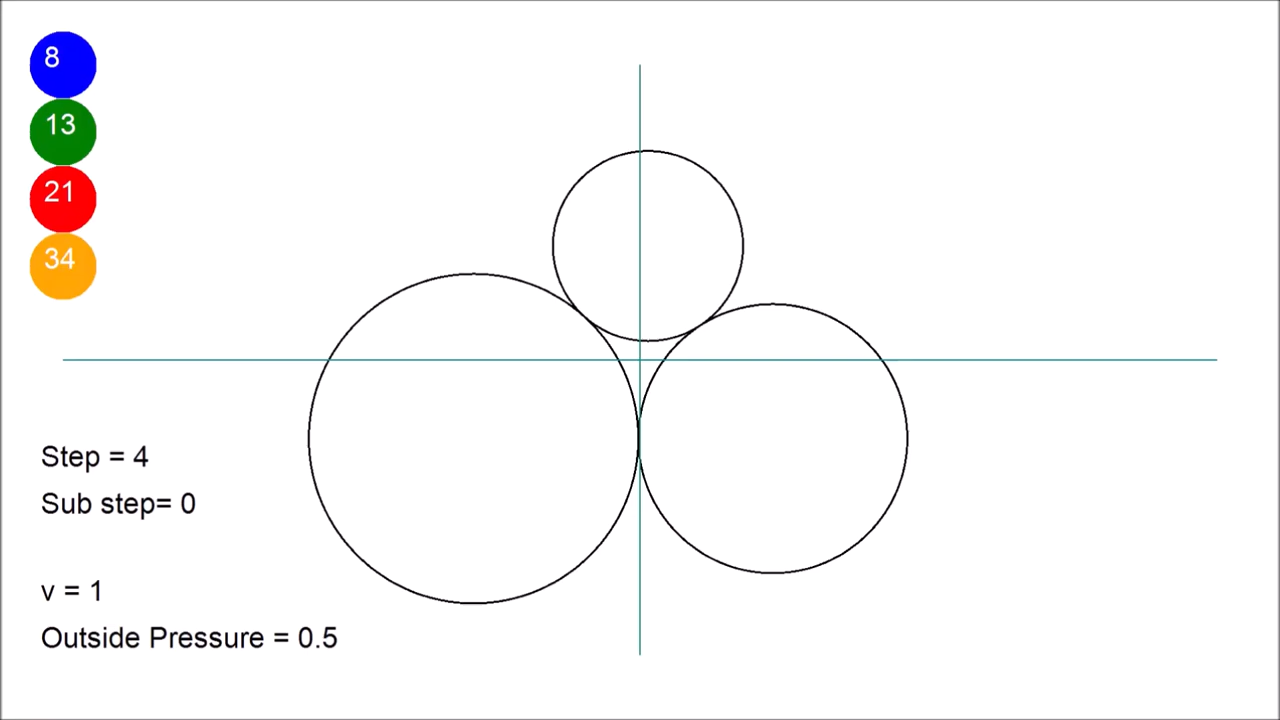 8
13
21
34
Step = 4
Sub step= 0
v = 1
Outside Pressure = 0.5